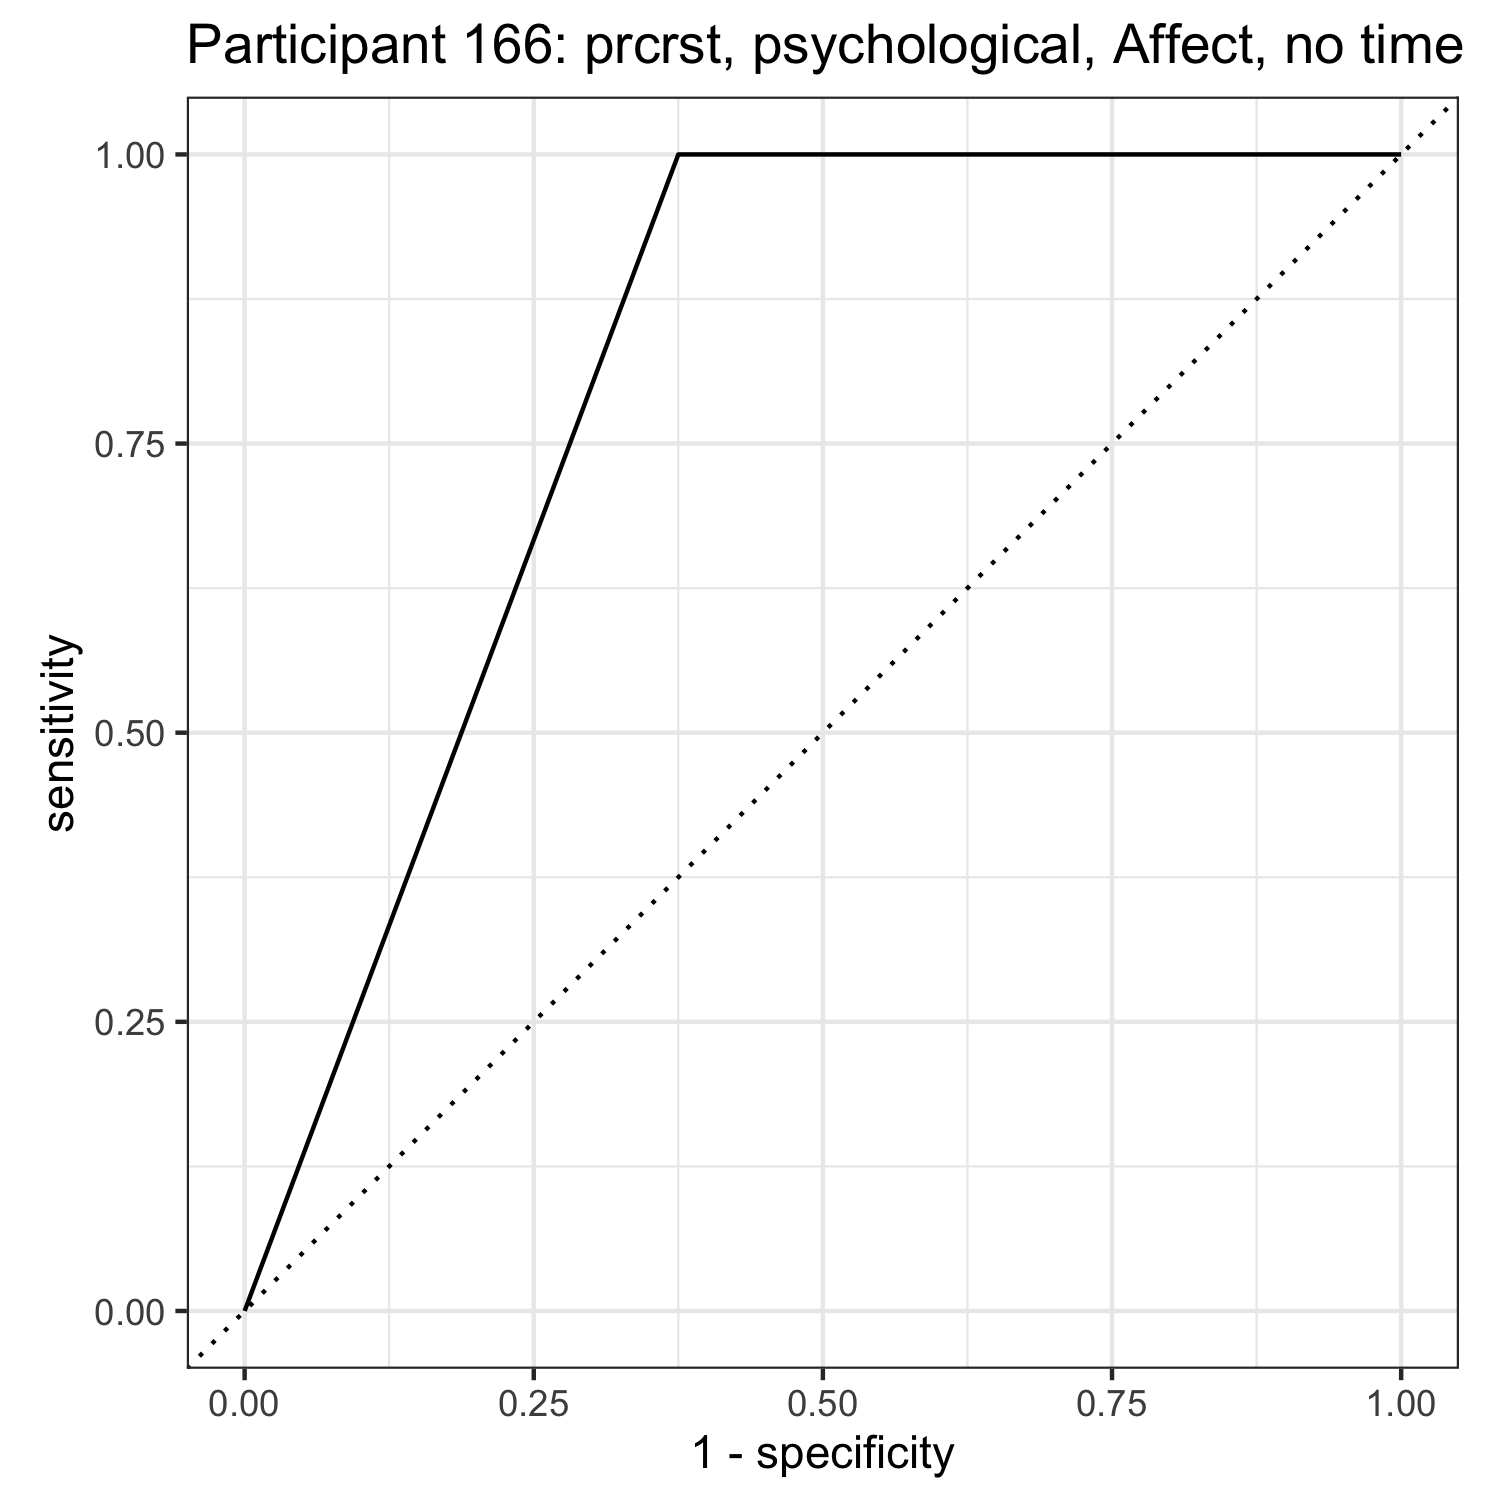 Participant 166: prcrst, psychological, Affect, no time
1.00
0.75
0.50
0.25
0.00
sensitivity
0.00 0.25 0.50 0.75 1.00
1 - specificity